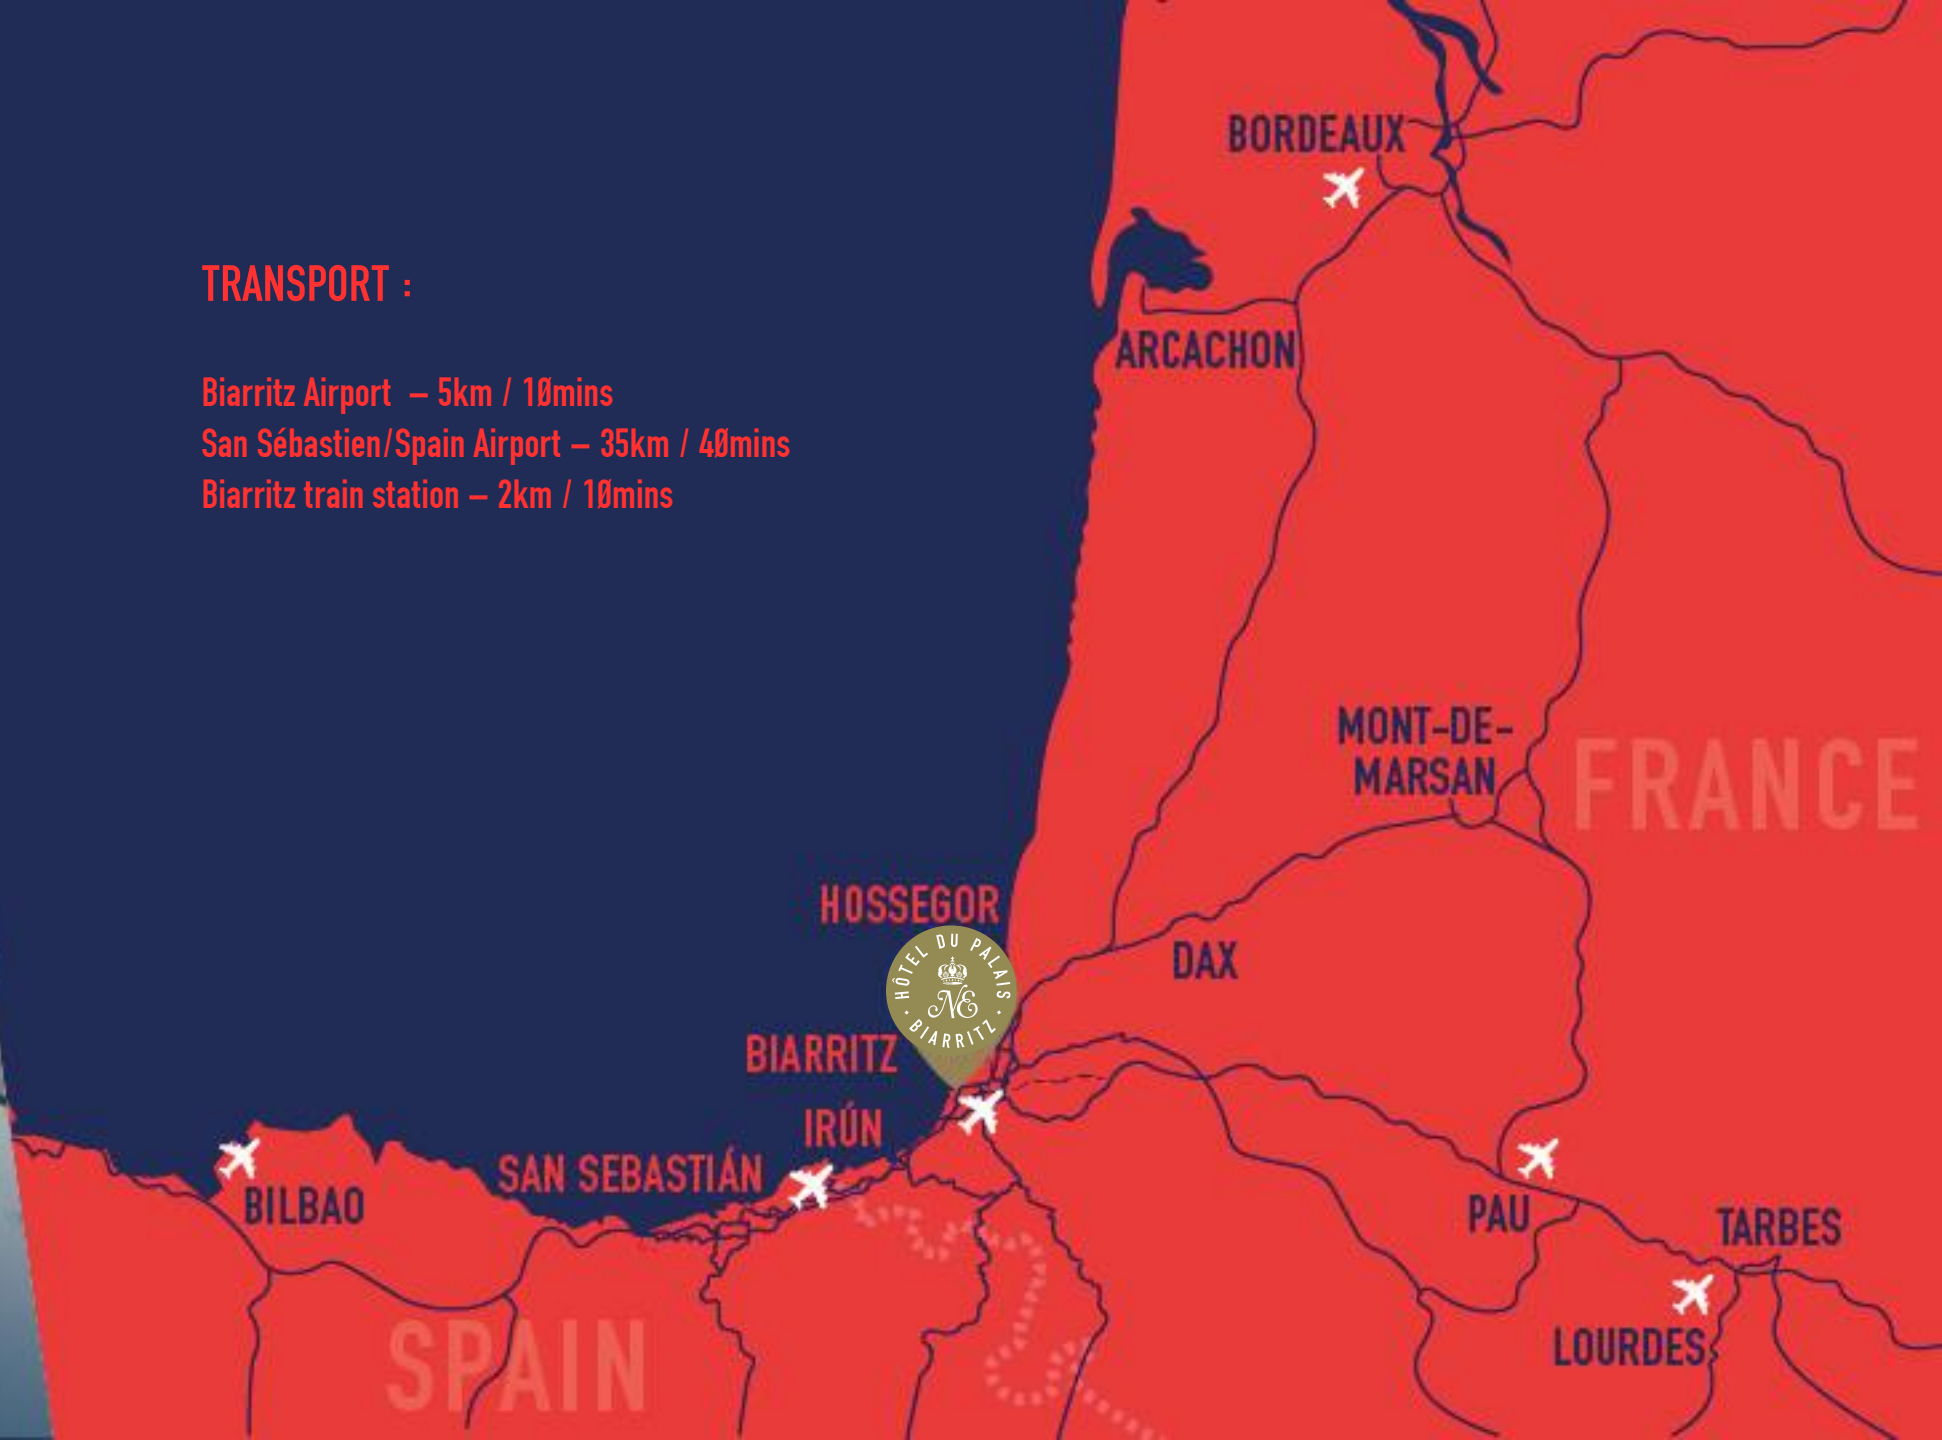 BORDEAUX
TRANSPORT :
ARCACHON
Biarritz Airport – 5km / 10mins
San Sébastien/Spain Airport – 35km / 40mins
Biarritz train station – 2km / 10mins
MONT-DE-
MARSAN
FRANCE
HOSSEGOR
HÔTEL DU PALAIS
NE
· BIARRITZ ·
DAX
BIARRITZ
IRÚN
SAN SEBASTIÁN
BILBAO
PAU
TARBES
LOURDES
SPAIN